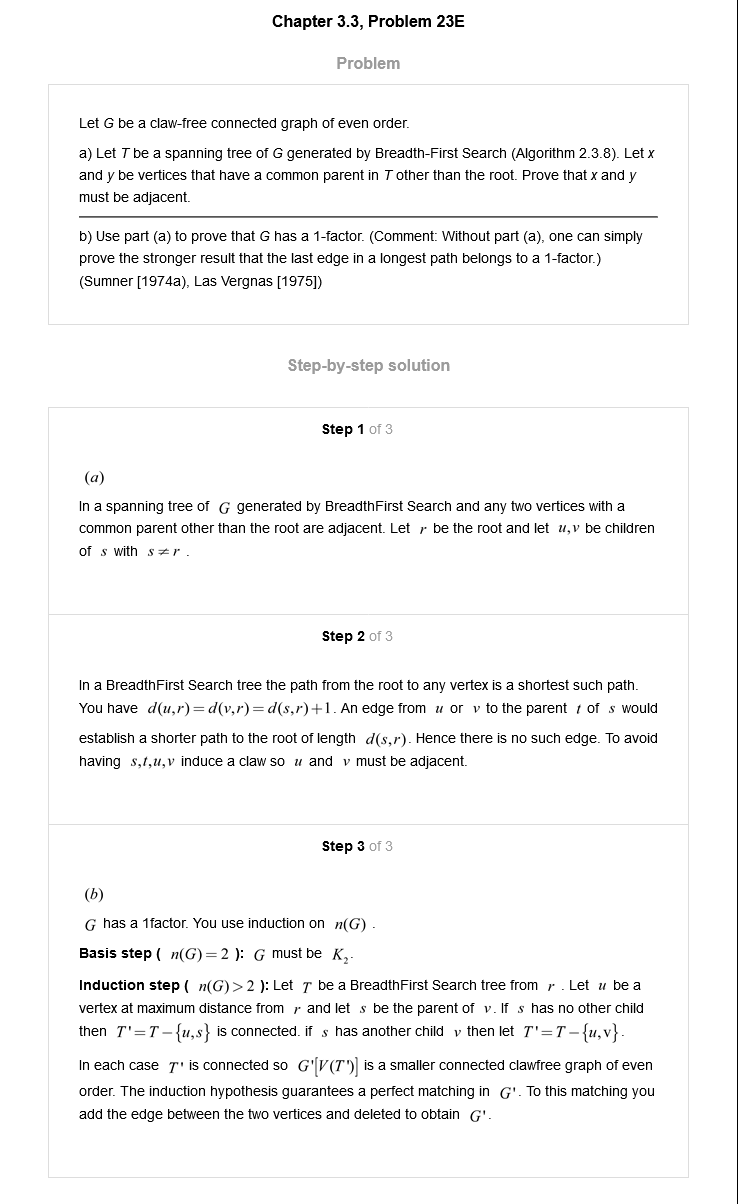 Chapter 3.3, Problem 23E
Problem
Let G be a claw-free connected graph of even order.
a) Let T be a spanning tree of G generated by Breadth-First Search (Algorithm 2.3.8). Let x
and y be vertices that have a common parent in T other than the root. Prove that x and y
must be adjacent.
b) Use part (a) to prove that G has a 1-factor. (Comment: Without part (a), one can simply
prove the stronger result that the last edge in a longest path belongs to a 1-factor.)
(Sumner [1974a), Las Vergnas [1975])
Step-by-step solution
Step 1 of 3
(a)
In a spanning tree of G generated by BreadthFirst Search and any two vertices with a
common parent other than the root are adjacent. Let r be the root and let u,v be children
of s with s≠r .
Step 2 of 3
In a BreadthFirst Search tree the path from the root to any vertex is a shortest such path.
You have d(u,r)=d(v,r)=d(s,r)+1. An edge from u or v to the parent t of s would
establish a shorter path to the root of length d(s,r). Hence there is no such edge. To avoid
having s,t,u,v induce a claw so u and v must be adjacent.
Step 3 of 3
(b)
G has a 1factor. You use induction on n(G) .
Basis step ( n(G)=2 ): G must be K₂.
Induction step ( n(G)>2 ): Let T be a BreadthFirst Search tree from r . Let u be a
vertex at maximum distance from r and let s be the parent of v. If s has no other child
then T'=T−{u,s} is connected. if s has another child v then let T'=T−{u,v}.
In each case T' is connected so G'[V(T')] is a smaller connected clawfree graph of even
order. The induction hypothesis guarantees a perfect matching in G'. To this matching you
add the edge between the two vertices and deleted to obtain G'.